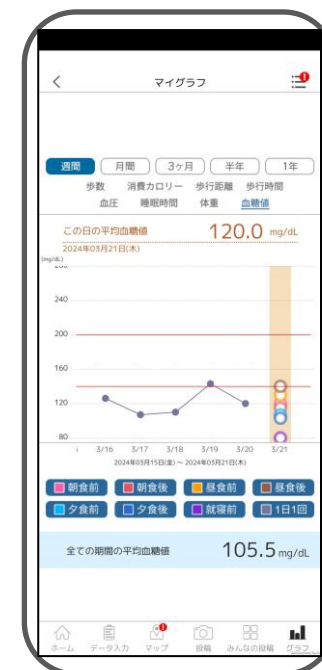 マイグラフ
週間 月間 3ヶ月 半年 1年
歩数 消費カロリー 歩行距離 歩行時間
血圧 睡眠時間 体重 血糖値
この日の平均血糖値 120.0 mg/dL
2024年03月21日(木)
(mg/dL)
240
200
160
120
80
3/16 3/17 3/18 3/19 3/20 3/21
2024年03月15日(金) ～ 2024年03月21日(木)
朝食前 朝食後 昼食前 昼食後
夕食前 夕食後 就寝前 1日1回
全ての期間の平均血糖値 105.5 mg/dL
ホーム データ入力 マップ 投稿 みんなの投稿 グラフ